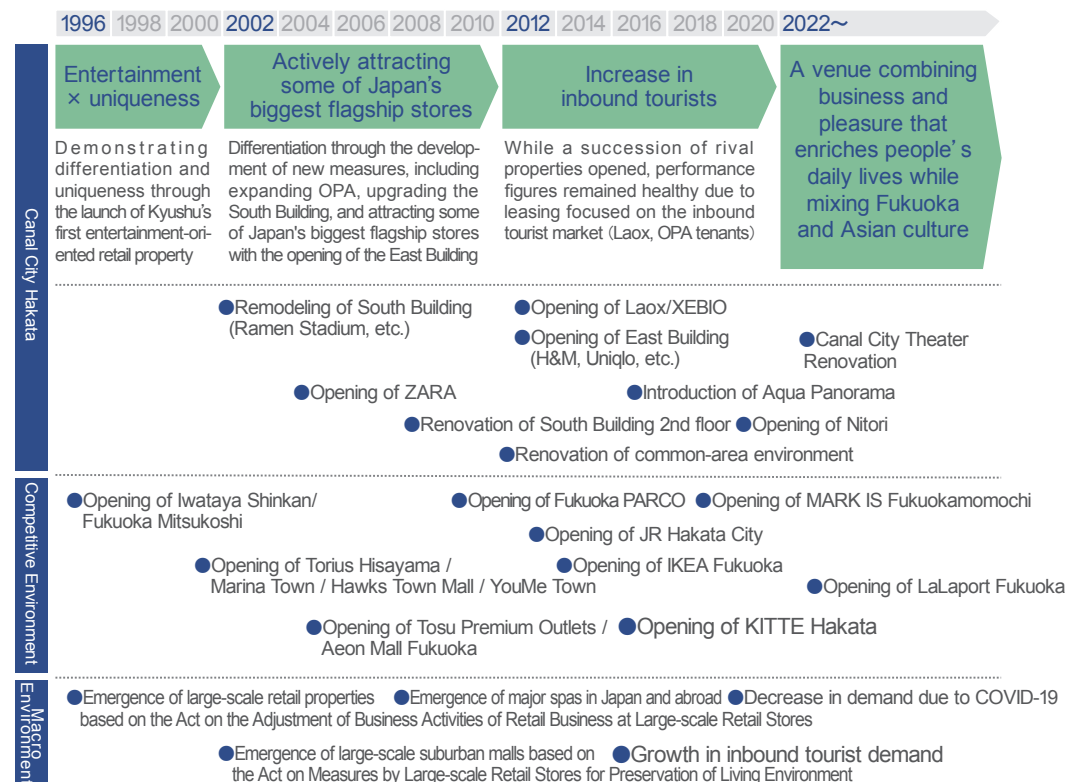 1996 1998 2000 2002 2004 2006 2008 2010 2012 2014 2016 2018 2020 2022～
Canal City Hakata
Entertainment
× uniqueness
Demonstrating
differentiation and
uniqueness through
the launch of Kyushu's
first entertainment-ori-
ented retail property
Actively attracting
some of Japan's
biggest flagship stores
Differentiation through the develop-
ment of new measures, including
expanding OPA, upgrading the
South Building, and attracting some
of Japan's biggest flagship stores
with the opening of the East Building
Increase in
inbound tourists
While a succession of rival
properties opened, performance
figures remained healthy due to
leasing focused on the inbound
tourist market (Laox, OPA tenants)
A venue combining
business and
pleasure that
enriches people's
daily lives while
mixing Fukuoka
and Asian culture
●Remodeling of South Building
(Ramen Stadium, etc.)
●Opening of Laox/XEBIO
●Opening of East Building
(H&M, Uniqlo, etc.)
●Canal City Theater
Renovation
●Opening of ZARA
●Introduction of Aqua Panorama
●Renovation of South Building 2nd floor
●Opening of Nitori
●Renovation of common-area environment
Competitive Environment
●Opening of Iwataya Shinkan/
Fukuoka Mitsukoshi
●Opening of Fukuoka PARCO
●Opening of MARK IS Fukuokamomochi
●Opening of JR Hakata City
●Opening of Torius Hisayama /
Marina Town / Hawks Town Mall / YouMe Town
●Opening of IKEA Fukuoka
●Opening of LaLaport Fukuoka
●Opening of Tosu Premium Outlets /
Aeon Mall Fukuoka
●Opening of KITTE Hakata
Macro
Environment
●Emergence of large-scale retail properties
based on the Act on the Adjustment of Business Activities of Retail Business at Large-scale Retail Stores
●Emergence of major spas in Japan and abroad
●Decrease in demand due to COVID-19
●Emergence of large-scale suburban malls based on
the Act on Measures by Large-scale Retail Stores for Preservation of Living Environment
●Growth in inbound tourist demand